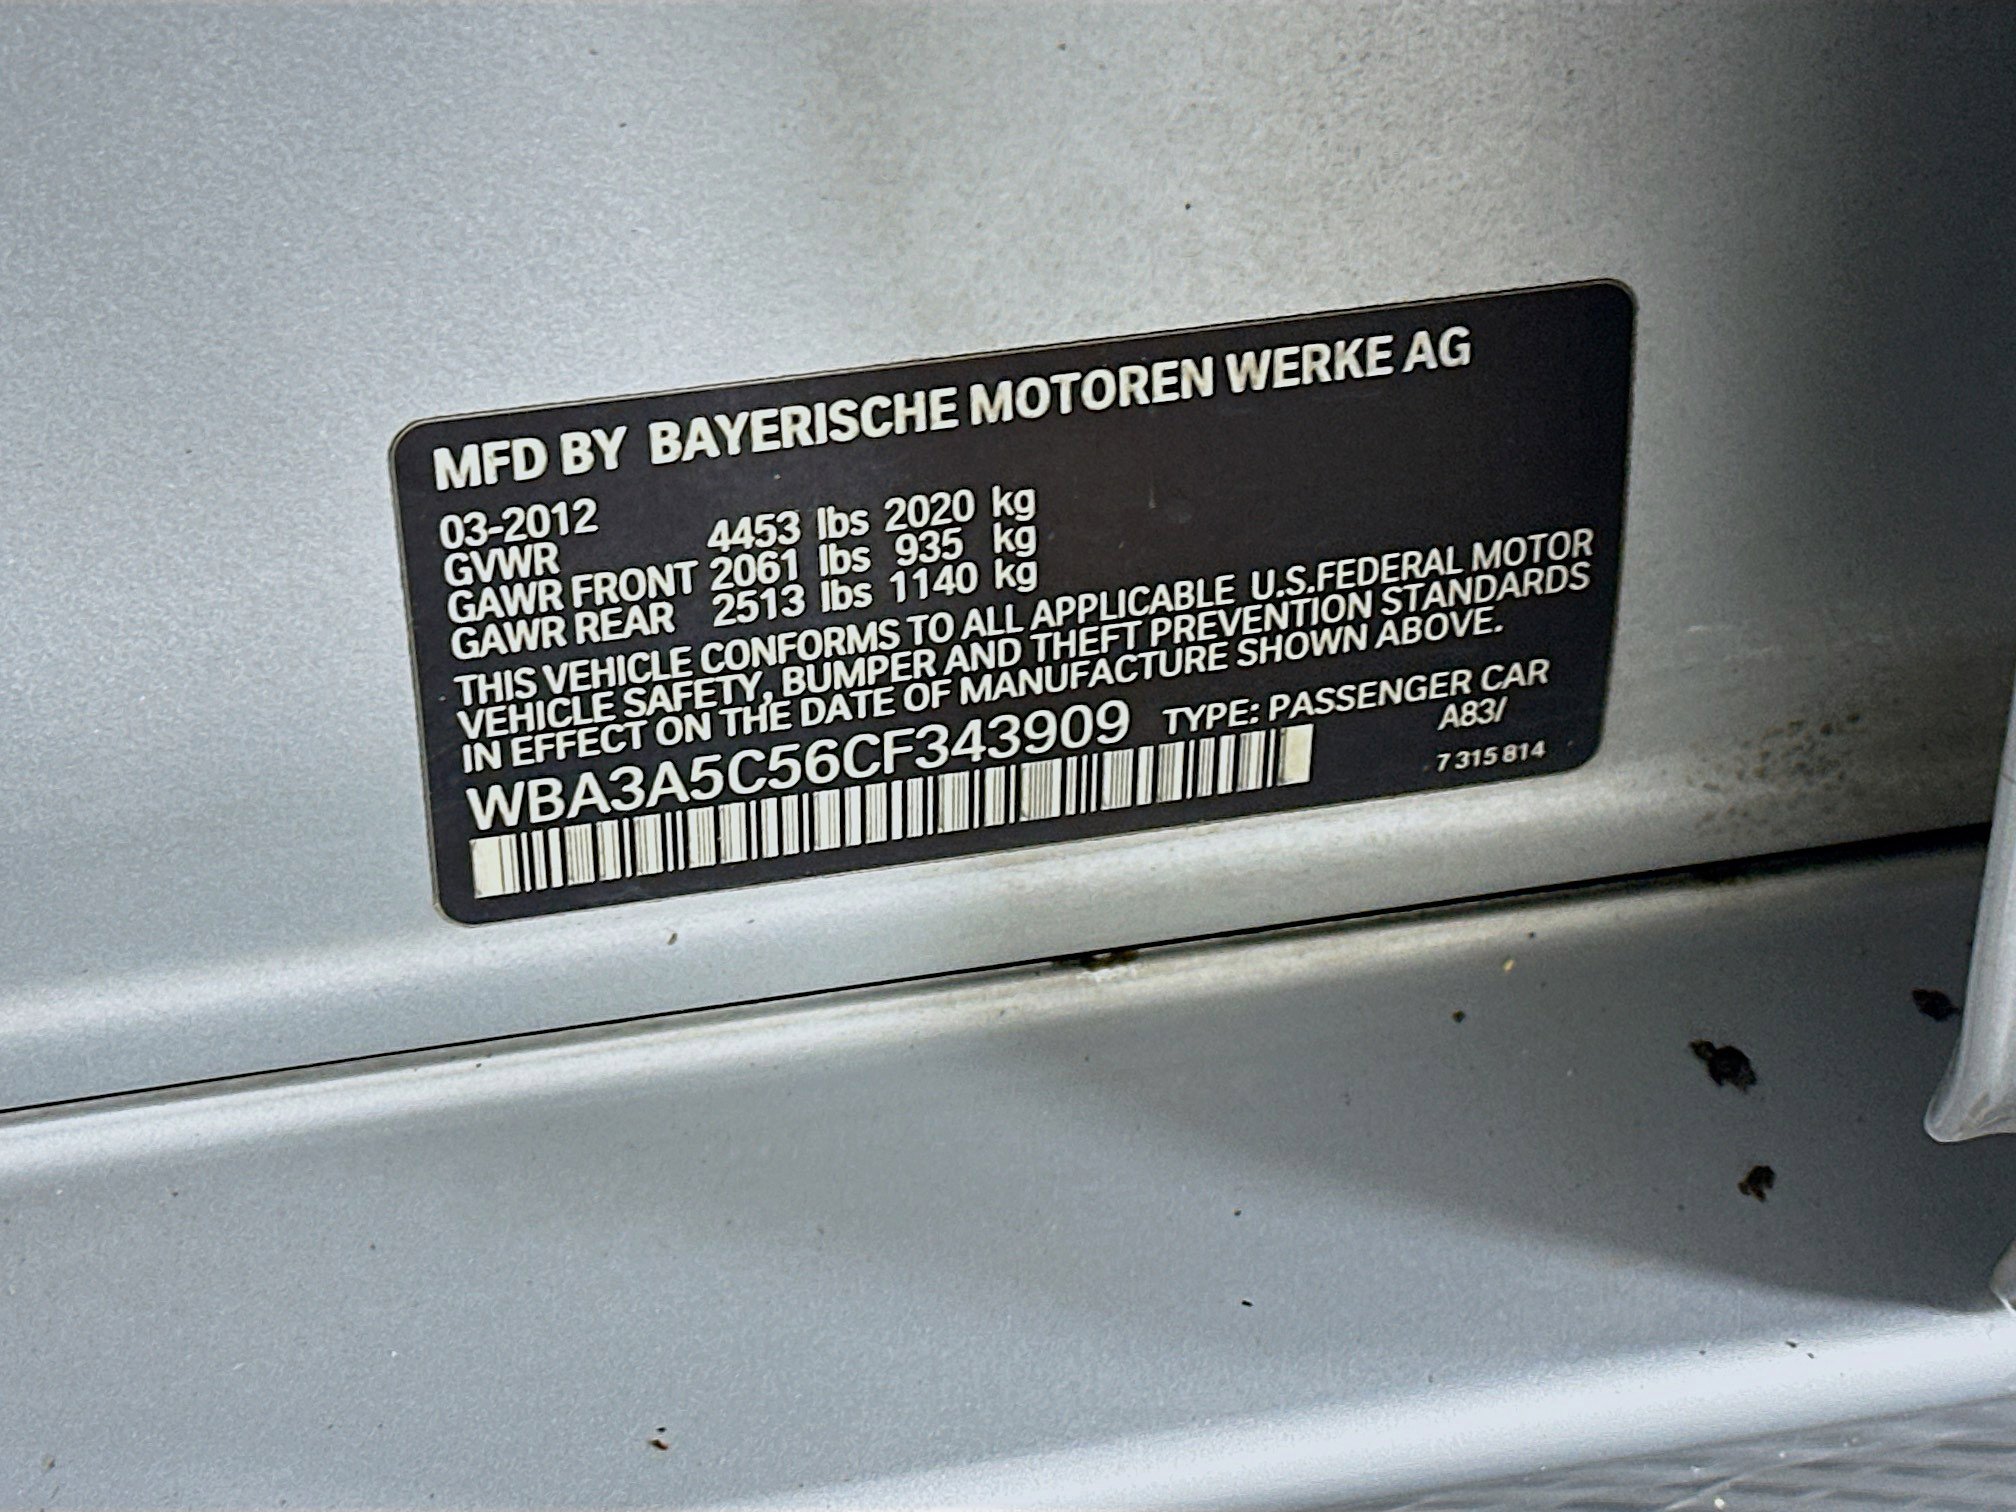 MFD BY BAYERISCHE MOTOREN WERKE AG
03-2012
GVWR 4453 lbs 2020 kg
GAWR FRONT 2061 lbs 935 kg
GAWR REAR 2513 lbs 1140 kg
THIS VEHICLE CONFORMS TO ALL APPLICABLE U.S.FEDERAL MOTOR
VEHICLE SAFETY, BUMPER AND THEFT PREVENTION STANDARDS
IN EFFECT ON THE DATE OF MANUFACTURE SHOWN ABOVE.
WBA3A5C56CF343909 TYPE: PASSENGER CAR
A83/
7 315 814